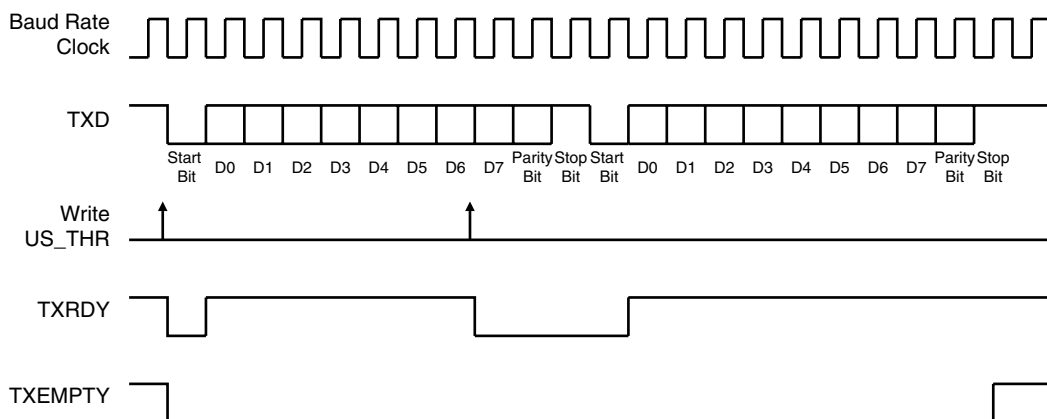 Baud Rate
Clock
TXD
Start
Bit
D0
D1
D2
D3
D4
D5
D6
D7
Parity
Bit
Stop
Bit
Start
Bit
D0
D1
D2
D3
D4
D5
D6
D7
Parity
Bit
Stop
Bit
Write
US_THR
TXRDY
TXEMPTY